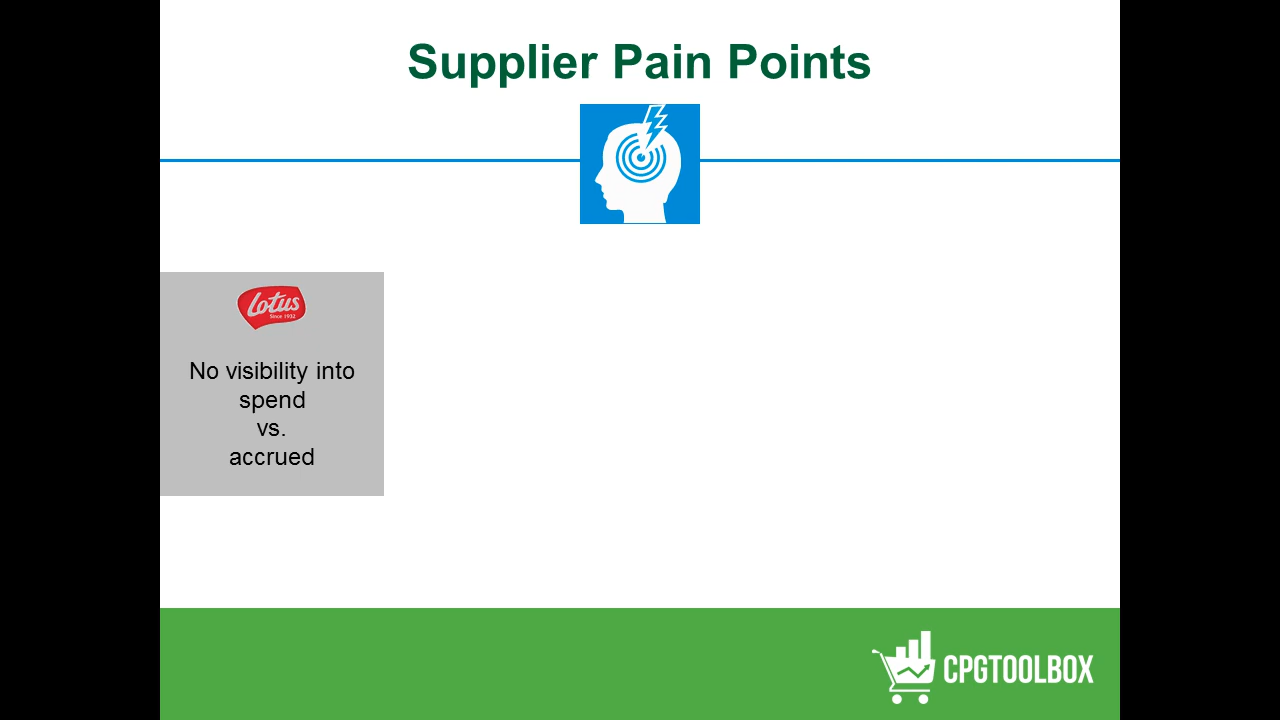 Supplier Pain Points
Lotus
Since 1932
No visibility into
spend
vs.
accrued
CPGTOOLBOX